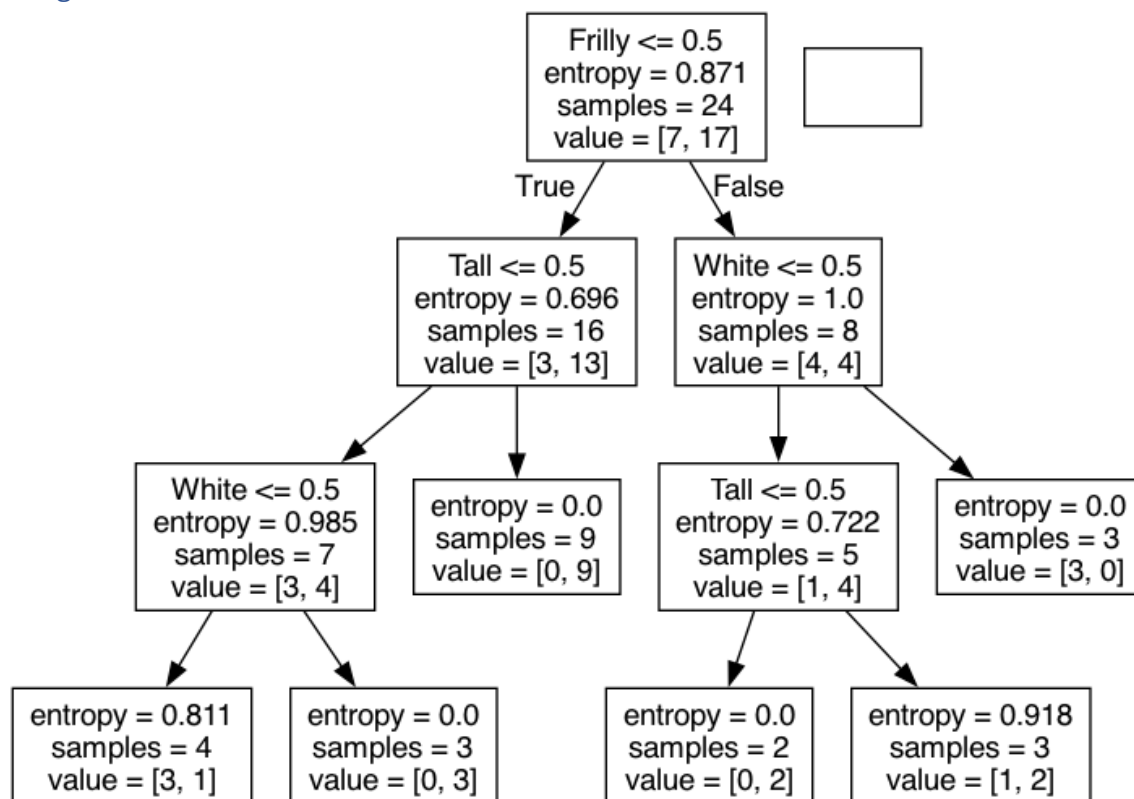 Frilly <= 0.5
entropy = 0.871
samples = 24
value = [7, 17]
True
False
Tall <= 0.5
entropy = 0.696
samples = 16
value = [3, 13]
White <= 0.5
entropy = 1.0
samples = 8
value = [4, 4]
White <= 0.5
entropy = 0.985
samples = 7
value = [3, 4]
entropy = 0.0
samples = 9
value = [0, 9]
Tall <= 0.5
entropy = 0.722
samples = 5
value = [1, 4]
entropy = 0.0
samples = 3
value = [3, 0]
entropy = 0.811
samples = 4
value = [3, 1]
entropy = 0.0
samples = 3
value = [0, 3]
entropy = 0.0
samples = 2
value = [0, 2]
entropy = 0.918
samples = 3
value = [1, 2]